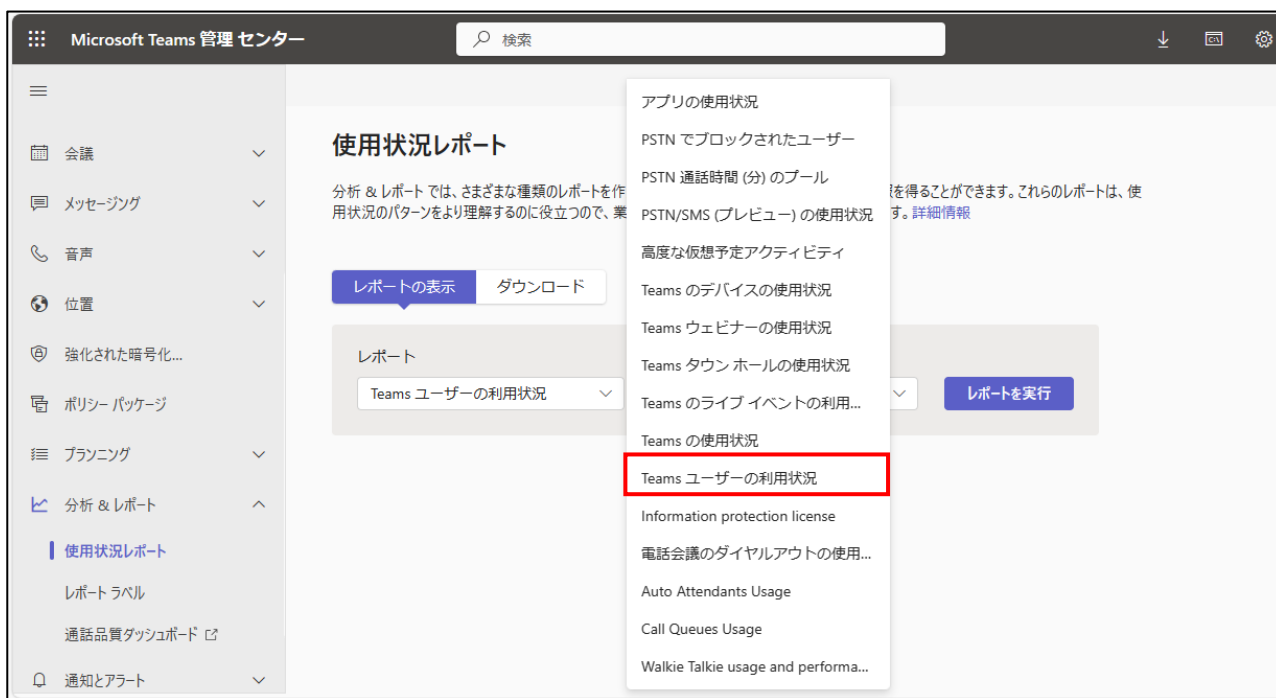 Microsoft Teams 管理 センター
検索
会議
メッセージング
音声
位置
強化された暗号化...
ポリシー パッケージ
プランニング
分析 & レポート
使用状況レポート
レポート ラベル
通話品質ダッシュボード
通知とアラート
使用状況レポート
分析 & レポート では、さまざまな種類のレポートを作
を得ることができます。これらのレポートは、使
用状況のパターンをより理解するのに役立つので、業
す。詳細情報
レポートの表示
ダウンロード
レポート
Teams ユーザーの利用状況
レポートを実行
アプリの使用状況
PSTN でブロックされたユーザー
PSTN 通話時間 (分) のプール
PSTN/SMS (プレビュー) の使用状況
高度な仮想予定アクティビティ
Teams のデバイスの使用状況
Teams ウェビナーの使用状況
Teams タウン ホールの使用状況
Teams のライブ イベントの利用...
Teams の使用状況
Teams ユーザーの利用状況
Information protection license
電話会議のダイヤルアウトの使用...
Auto Attendants Usage
Call Queues Usage
Walkie Talkie usage and performa...